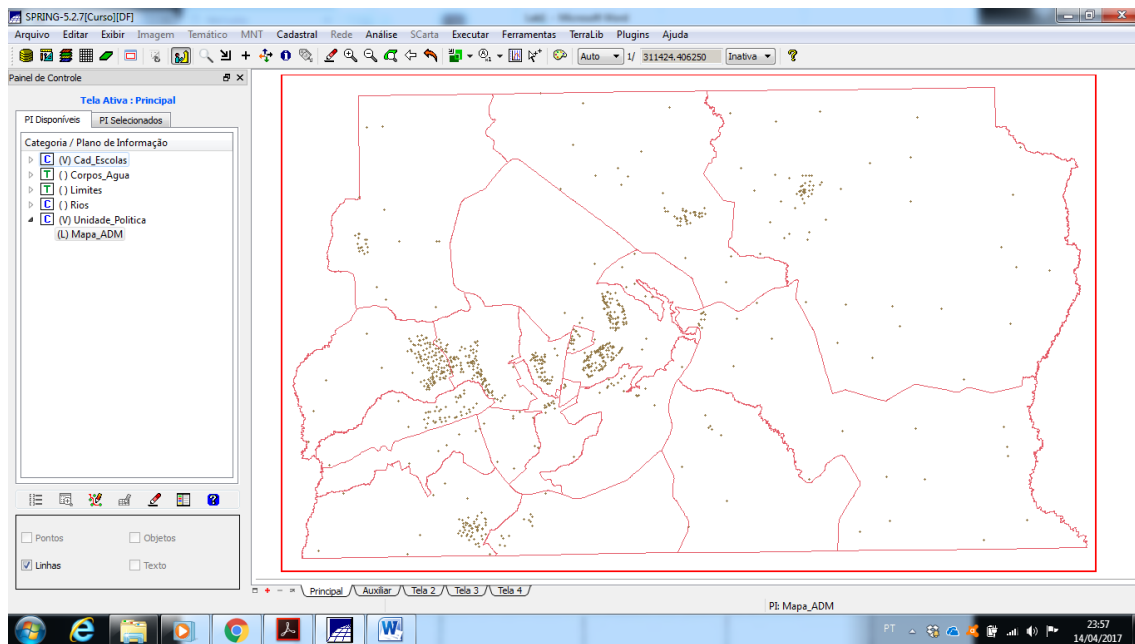 SPRING-5.2.7[Curso][DF]
Arquivo Editar Exibir Imagem Temático MNT Cadastral Rede Análise SCarta Executar Ferramentas TerraLib Plugins Ajuda
Auto 1/ 311424.406250 Inativa
Painel de Controle
Tela Ativa : Principal
PI Disponíveis PI Selecionados
Categoria / Plano de Informação
C (V) Cad_Escolas
T ( ) Corpos_Agua
T ( ) Limites
C ( ) Rios
C (V) Unidade_Politica
(L) Mapa_ADM
Pontos Objetos
Linhas Texto
Principal Auxiliar Tela 2 Tela 3 Tela 4
PI: Mapa_ADM
PT 23:57
14/04/2017